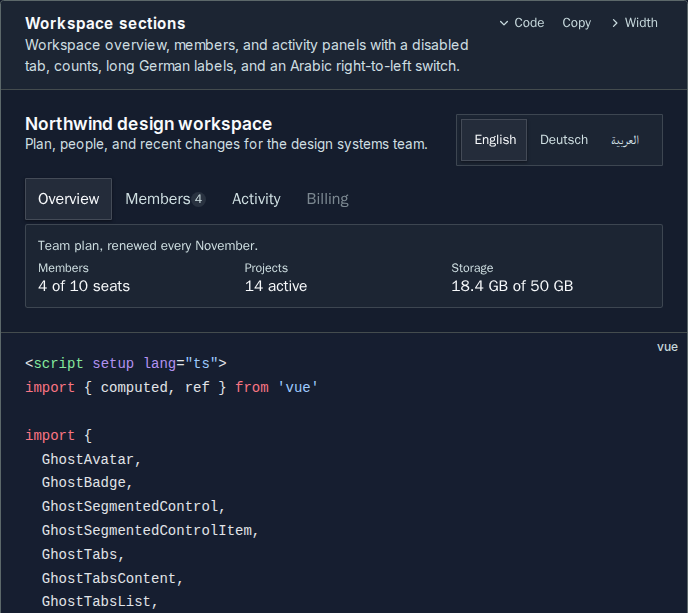 Workspace sections
Code Copy Width
Workspace overview, members, and activity panels with a disabled
tab, counts, long German labels, and an Arabic right-to-left switch.
Northwind design workspace
Plan, people, and recent changes for the design systems team.
English Deutsch العربية
Overview Members 4 Activity Billing
Team plan, renewed every November.
Members Projects Storage
4 of 10 seats 14 active 18.4 GB of 50 GB
vue
<script setup lang="ts">
import { computed, ref } from 'vue'
import {
  GhostAvatar,
  GhostBadge,
  GhostSegmentedControl,
  GhostSegmentedControlItem,
  GhostTabs,
  GhostTabsContent,
  GhostTabsList,